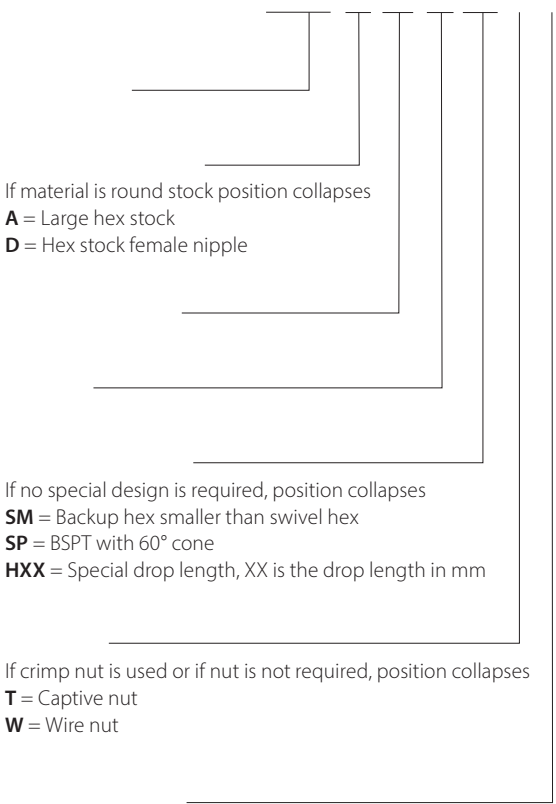 If material is round stock position collapses
A = Large hex stock
D = Hex stock female nipple
If no special design is required, position collapses
SM = Backup hex smaller than swivel hex
SP = BSPT with 60° cone
HXX = Special drop length, XX is the drop length in mm
If crimp nut is used or if nut is not required, position collapses
T = Captive nut
W = Wire nut